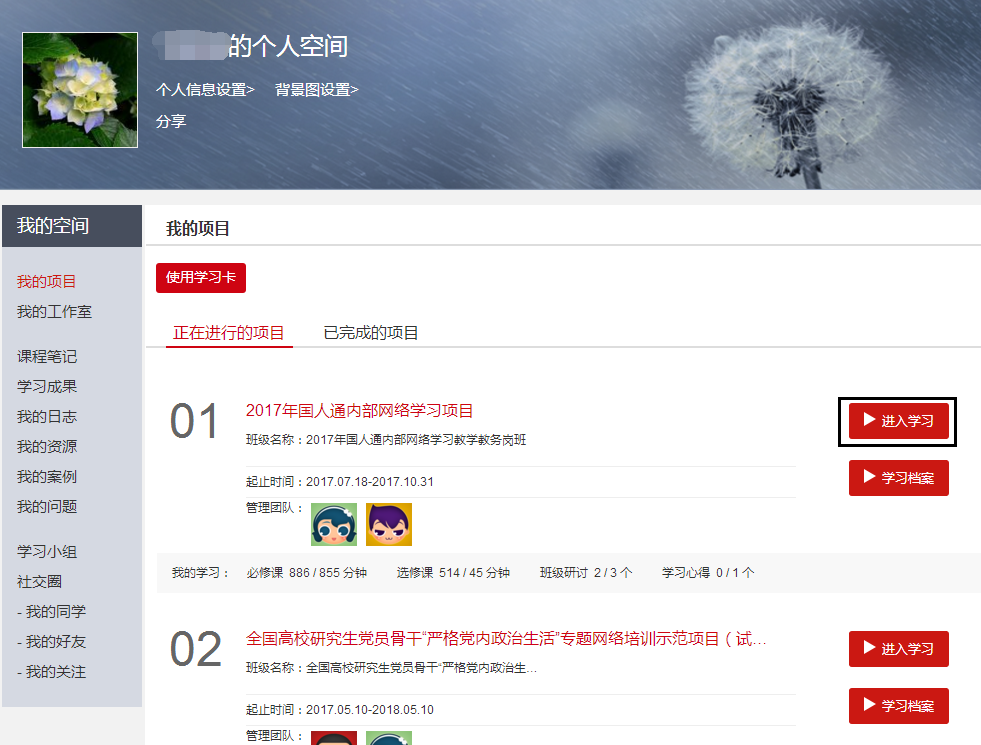 的个人空间
个人信息设置> 背景图设置>
分享
我的空间
我的项目
我的工作室
课程笔记
学习成果
我的日志
我的资源
我的案例
我的问题
学习小组
社交圈
- 我的同学
- 我的好友
- 我的关注
我的项目
使用学习卡
正在进行的项目 已完成的项目
01
2017年国人通内部网络学习项目
班级名称：2017年国人通内部网络学习教学教务岗班
起止时间：2017.07.18-2017.10.31
管理团队：
进入学习
学习档案
我的学习： 必修课 886 / 855 分钟 选修课 514 / 45 分钟 班级研讨 2 / 3 个 学习心得 0 / 1 个
02
全国高校研究生党员骨干“严格党内政治生活”专题网络培训示范项目（试…
班级名称：全国高校研究生党员骨干“严格党内政治生...
起止时间：2017.05.10-2018.05.10
管理团队：
进入学习
学习档案